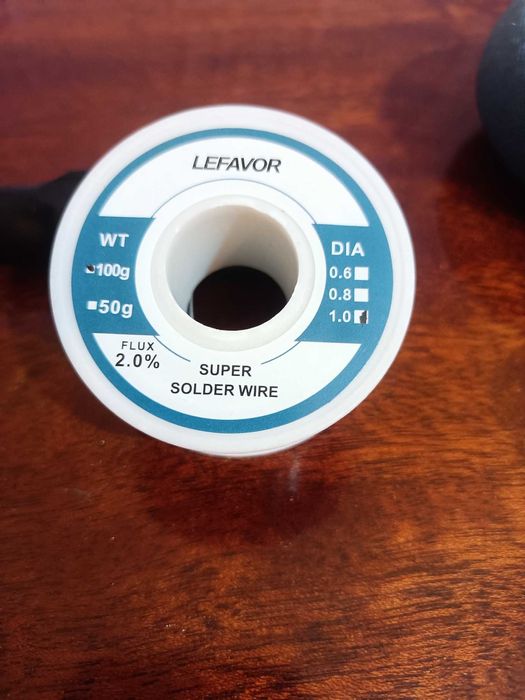 LEFAVOR
WT
100g
50g
FLUX
2.0%
DIA
0.6
0.8
1.0
SUPER
SOLDER WIRE